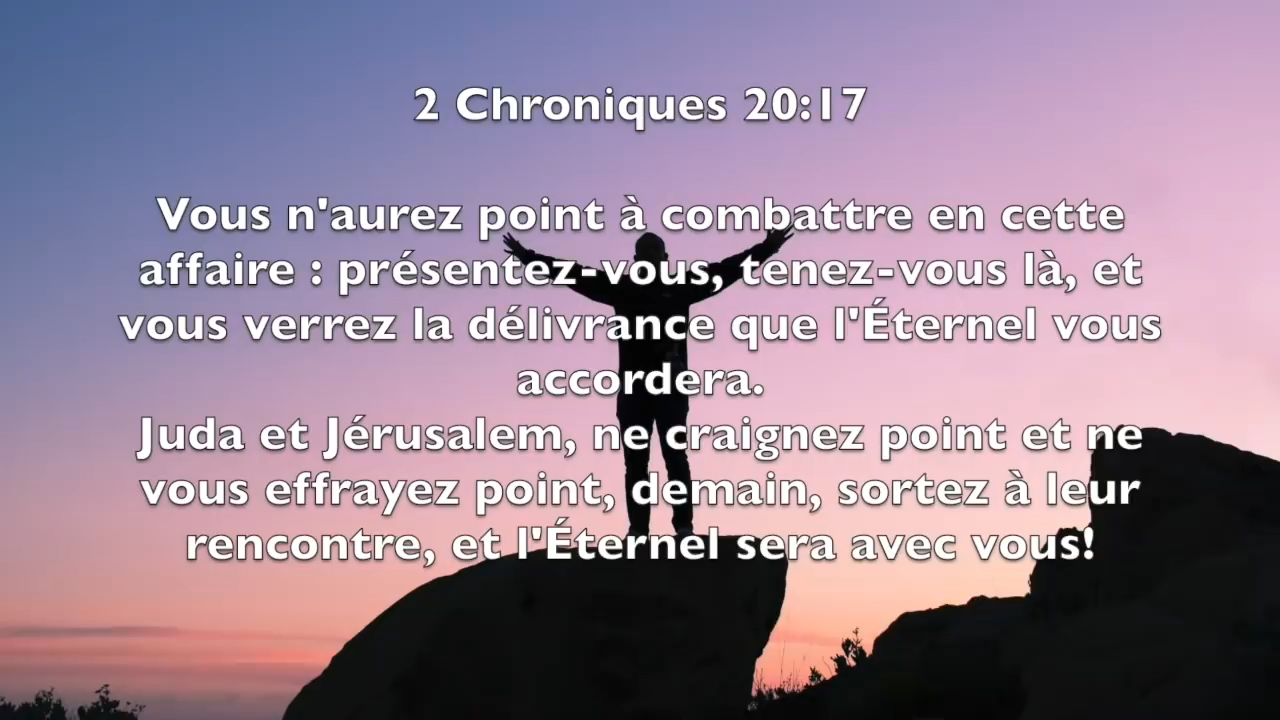 2 Chroniques 20:17
Vous n'aurez point à combattre en cette
affaire : présentez-vous, tenez-vous là, et
vous verrez la délivrance que l'Éternel vous
accordera.
Juda et Jérusalem, ne craignez point et ne
vous effrayez point, demain, sortez à leur
rencontre, et l'Éternel sera avec vous!